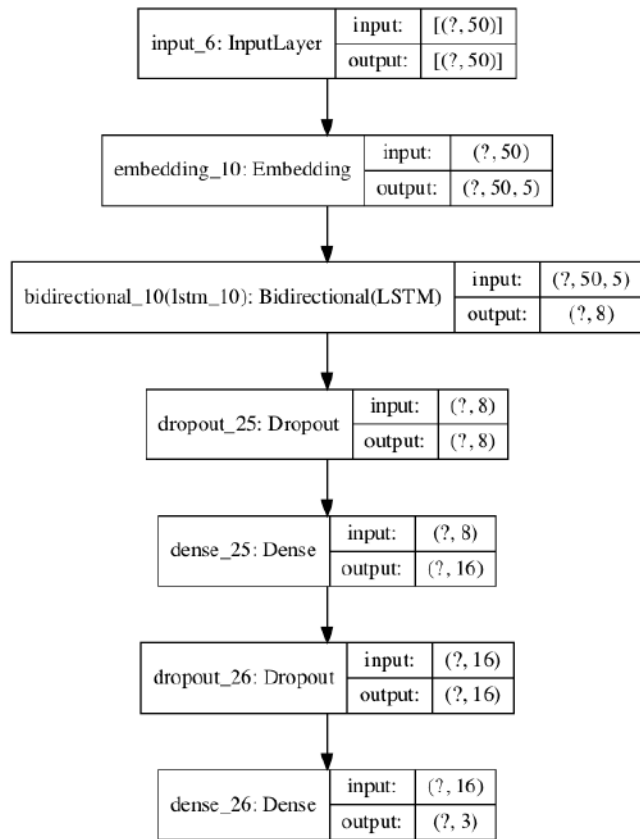 input_6: InputLayer
input: [(?, 50)]
output: [(?, 50)]
embedding_10: Embedding
input: (?, 50)
output: (?, 50, 5)
bidirectional_10(lstm_10): Bidirectional(LSTM)
input: (?, 50, 5)
output: (?, 8)
dropout_25: Dropout
input: (?, 8)
output: (?, 8)
dense_25: Dense
input: (?, 8)
output: (?, 16)
dropout_26: Dropout
input: (?, 16)
output: (?, 16)
dense_26: Dense
input: (?, 16)
output: (?, 3)